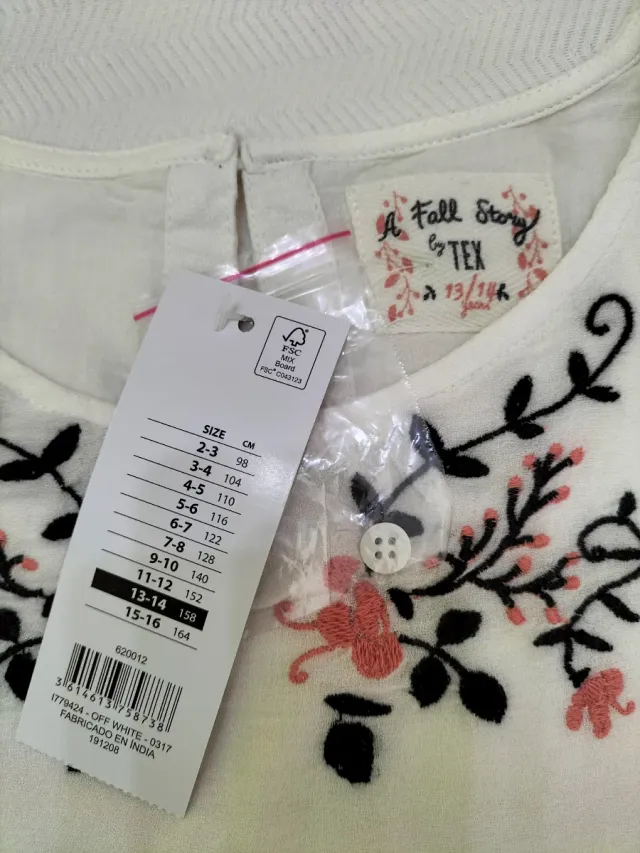 A Fall Story
by TEX
13/14
years
FSC
MIX
Board
FSC® C043123
SIZE CM
2-3 98
3-4 104
4-5 110
5-6 116
6-7 122
7-8 128
9-10 140
11-12 152
13-14 158
15-16 164
620012
3 614613 758738
I779424 - OFF WHITE - 0317
FABRICADO EN ÍNDIA
191208